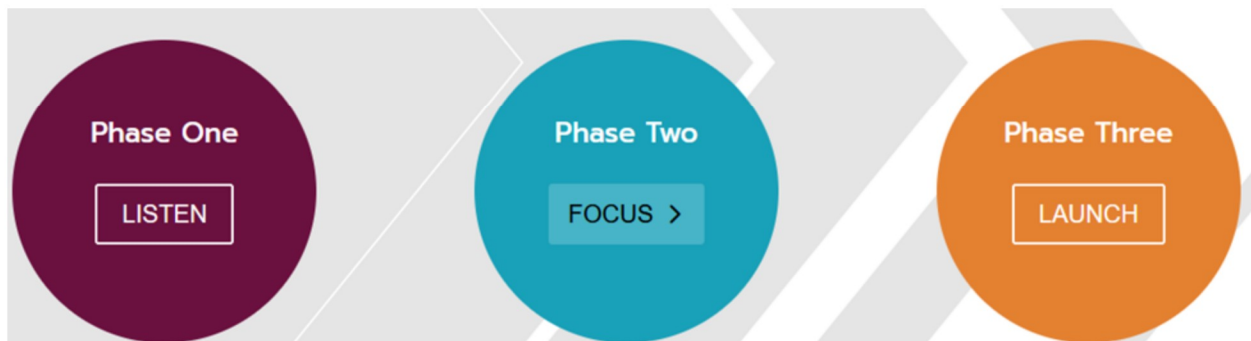 Phase One
LISTEN
Phase Two
FOCUS >
Phase Three
LAUNCH